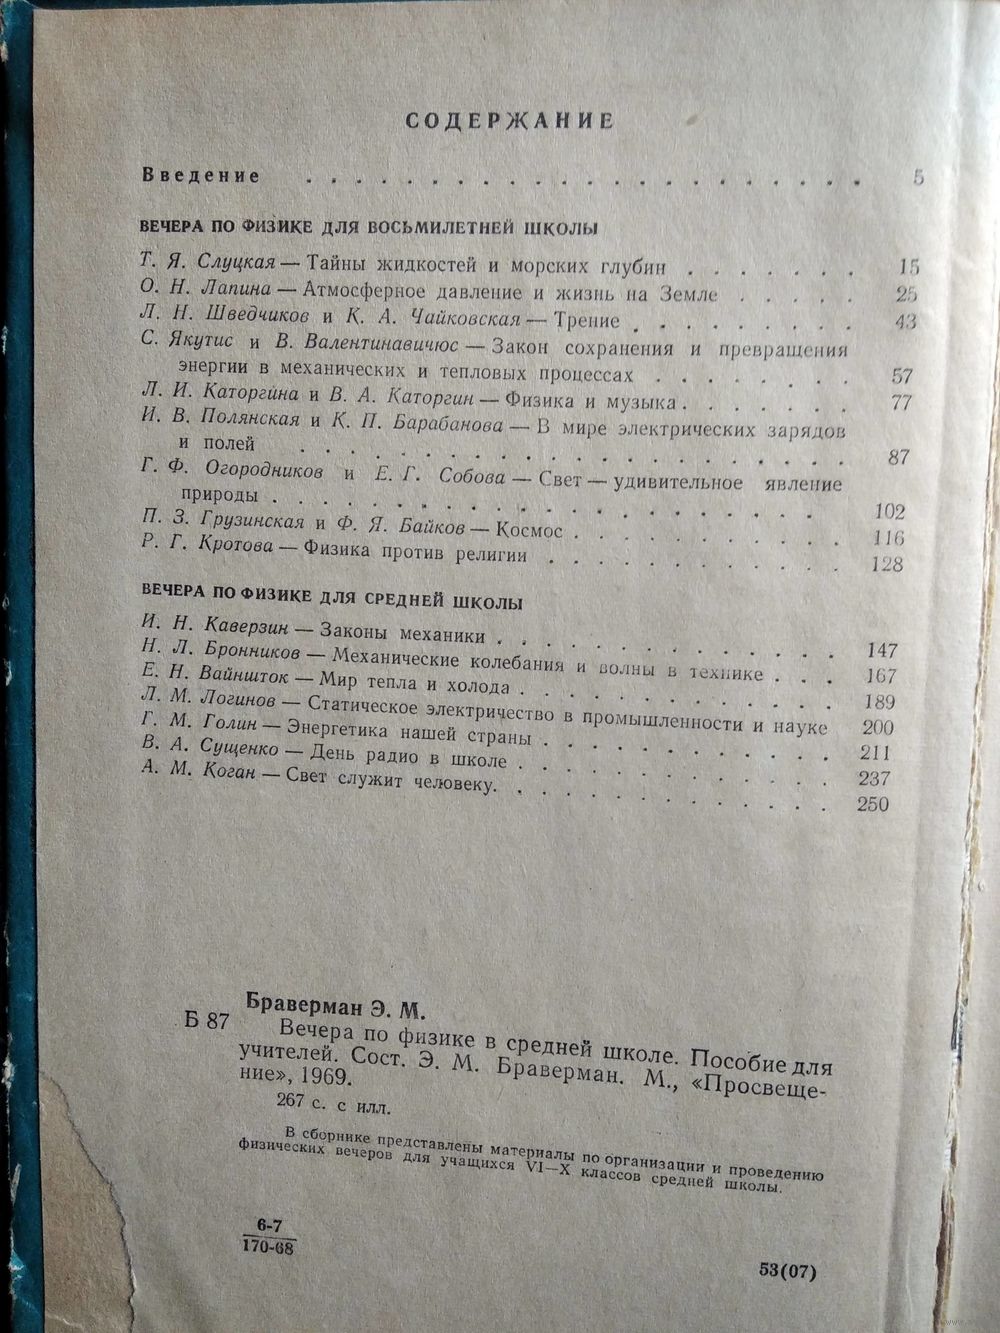 СОДЕРЖАНИЕ
Введение . . . . . . . . . . . . . . . . . . . . . . . 5
ВЕЧЕРА ПО ФИЗИКЕ ДЛЯ ВОСЬМИЛЕТНЕЙ ШКОЛЫ
Т. Я. Слуцкая — Тайны жидкостей и морских глубин . . . . . . . 15
О. Н. Лапина — Атмосферное давление и жизнь на Земле . . . . . 25
Л. Н. Шведчиков и К. А. Чайковская — Трение . . . . . . . . . 43
С. Якутис и В. Валентинавичюс — Закон сохранения и превращения
энергии в механических и тепловых процессах . . . . . . . . 57
Л. И. Каторгина и В. А. Каторгин — Физика и музыка . . . . . . . 77
И. В. Полянская и К. П. Барабанова — В мире электрических зарядов
и полей . . . . . . . . . . . . . . . . . . . . . 87
Г. Ф. Огородников и Е. Г. Собова — Свет — удивительное явление
природы . . . . . . . . . . . . . . . . . . . . . 102
П. З. Грузинская и Ф. Я. Байков — Космос . . . . . . . . . . . 116
Р. Г. Кротова — Физика против религии . . . . . . . . . . . . 128
ВЕЧЕРА ПО ФИЗИКЕ ДЛЯ СРЕДНЕЙ ШКОЛЫ
И. Н. Каверзин — Законы механики . . . . . . . . . . . . . . 147
Н. Л. Бронников — Механические колебания и волны в технике . . . 167
Е. Н. Вайншток — Мир тепла и холода . . . . . . . . . . . . . 189
Л. М. Логинов — Статическое электричество в промышленности и науке 200
Г. М. Голин — Энергетика нашей страны . . . . . . . . . . . . 211
В. А. Сущенко — День радио в школе . . . . . . . . . . . . . 237
А. М. Коган — Свет служит человеку. . . . . . . . . . . . . . 250
Браверман Э. М.
Б 87
Вечера по физике в средней школе. Пособие для
учителей. Сост. Э. М. Браверман. М., «Просвеще-
ние», 1969.
267 с. с илл.
В сборнике представлены материалы по организации и проведению
физических вечеров для учащихся VI—X классов средней школы.
6-7
170-68
53(07)